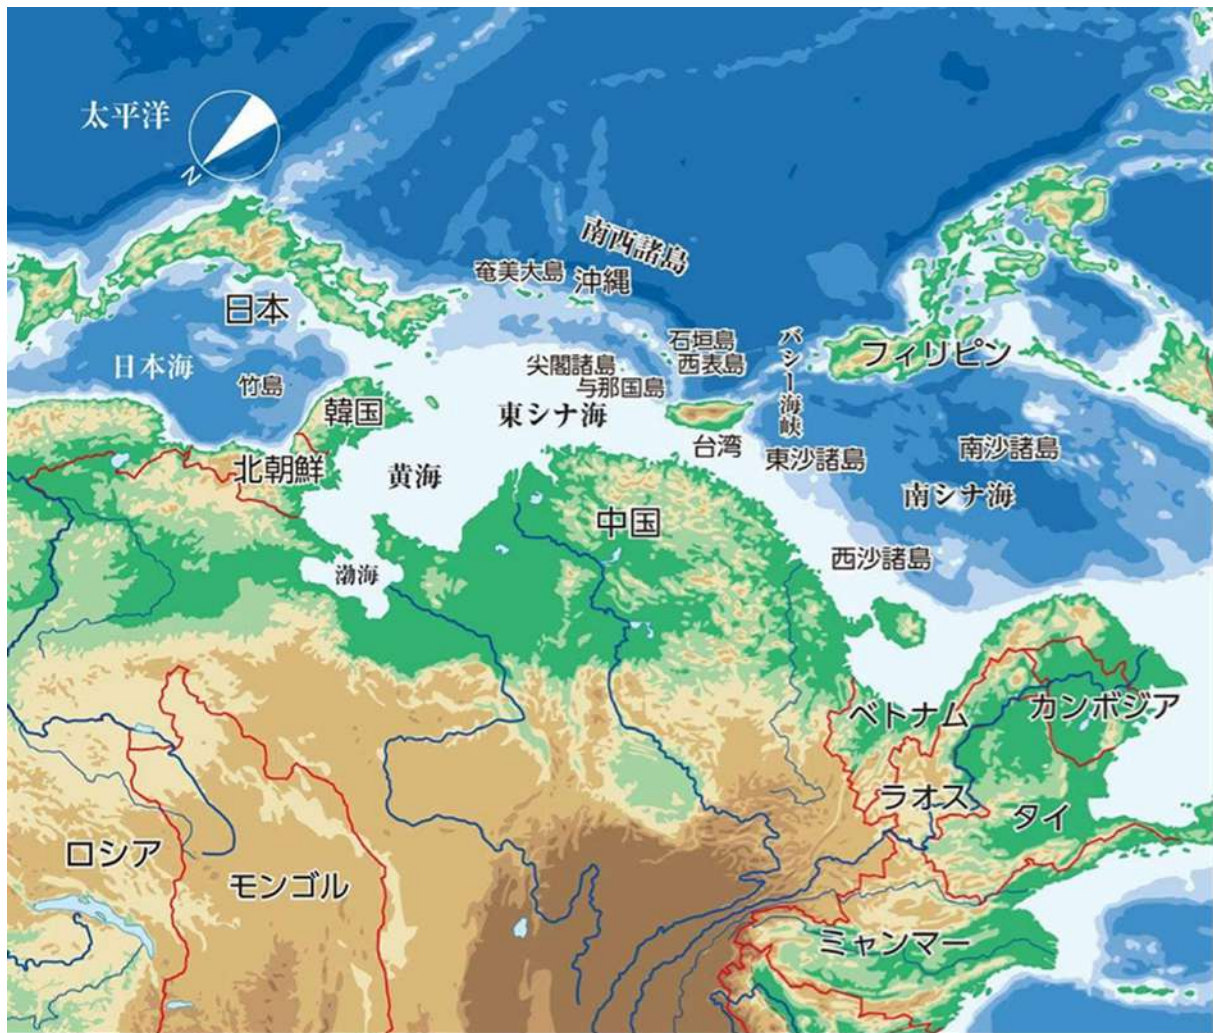 太平洋
N
南西諸島
奄美大島
沖縄
日本
石垣島
西表島
バシー海峡
フィリピン
日本海
竹島
尖閣諸島
与那国島
韓国
東シナ海
台湾
東沙諸島
南沙諸島
北朝鮮
黄海
南シナ海
中国
西沙諸島
渤海
ベトナム
カンボジア
ラオス
タイ
ロシア
モンゴル
ミャンマー